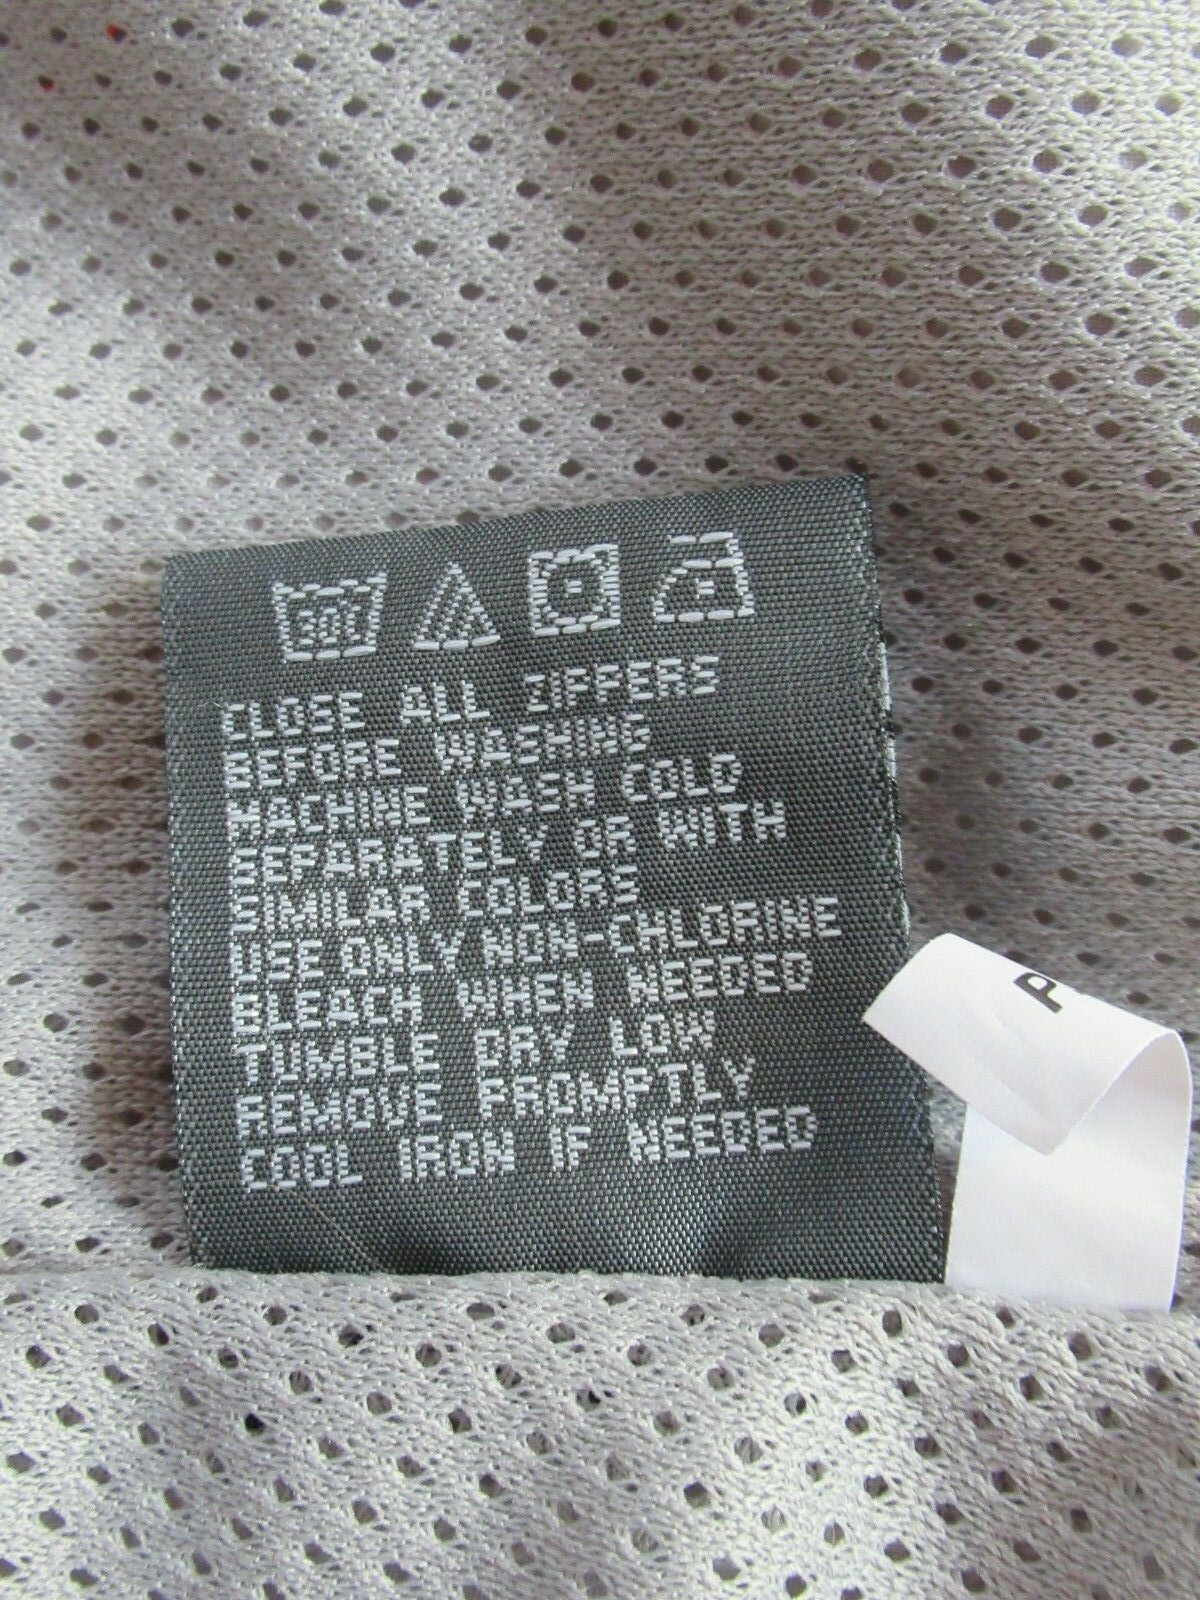 30
CLOSE ALL ZIPPERS
BEFORE WASHING
MACHINE WASH COLD
SEPARATELY OR WITH
SIMILAR COLORS
USE ONLY NON-CHLORINE
BLEACH WHEN NEEDED
TUMBLE DRY LOW
REMOVE PROMPTLY
COOL IRON IF NEEDED
P